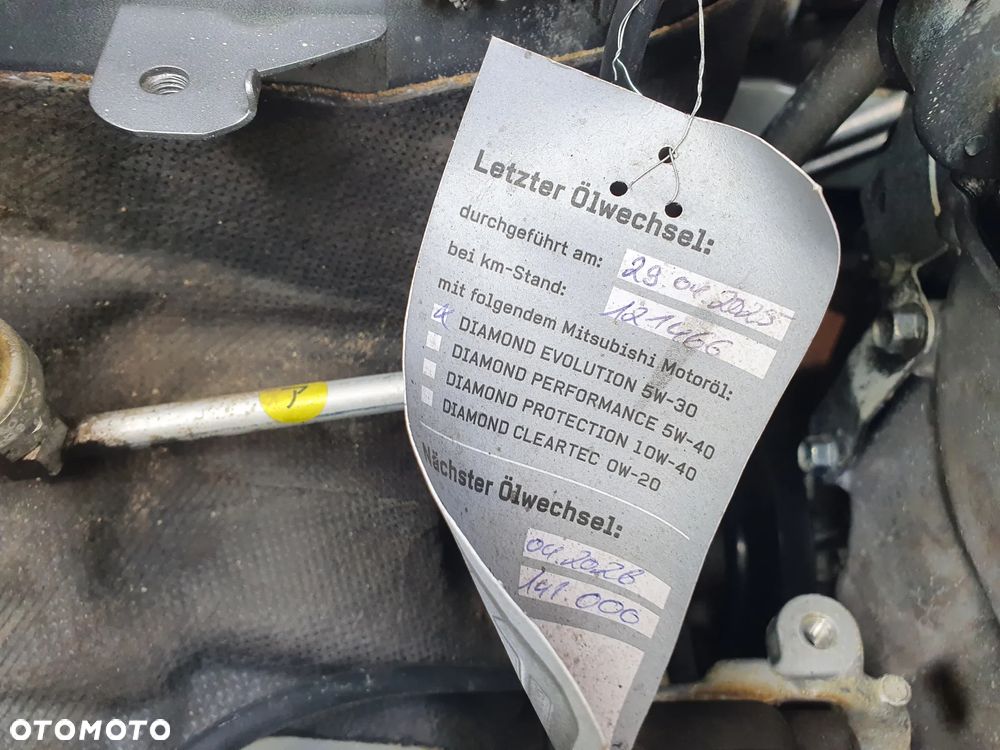 Letzter Ölwechsel:
durchgeführt am: 29.04.2025
bei km-Stand: 121466
mit folgendem Mitsubishi Motoröl:
DIAMOND EVOLUTION 5W-30
DIAMOND PERFORMANCE 5W-40
DIAMOND PROTECTION 10W-40
DIAMOND CLEARTEC 0W-20
Nächster Ölwechsel:
04.2026
141.000
OTOMOTO